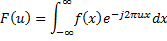 F(u) = ∫_{-∞}^{-∞} f(x)e^{-j2πux}dx